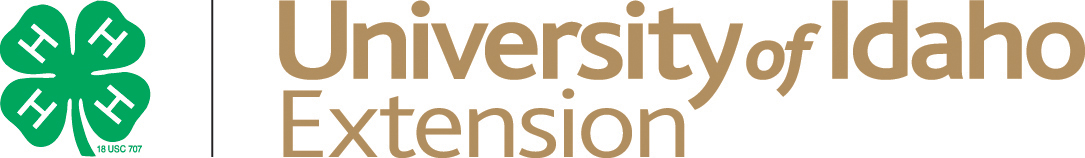 H H
H H
18 USC 707
University of Idaho
Extension